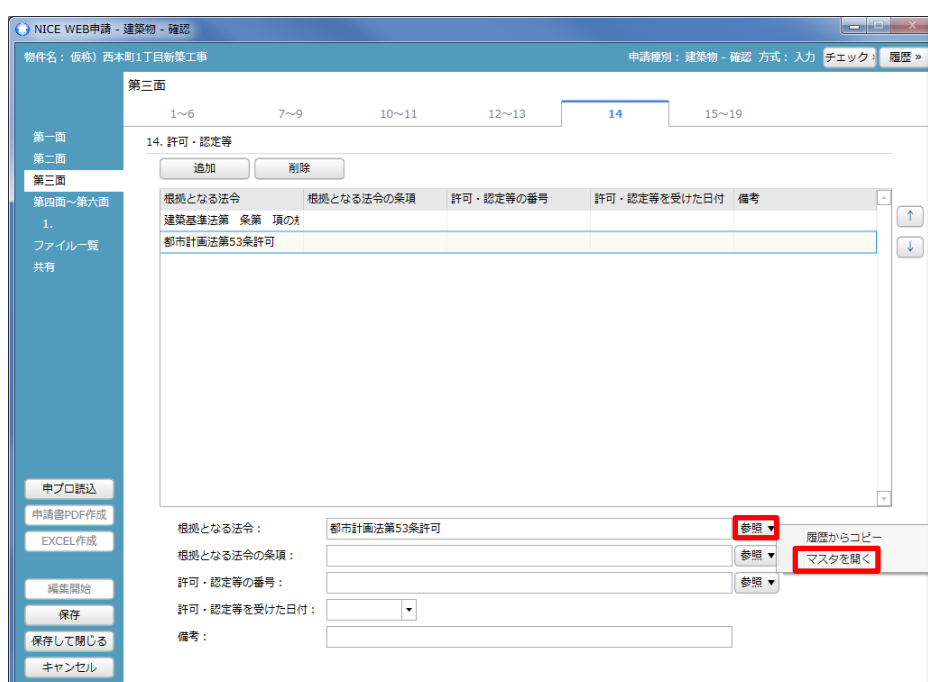 NICE WEB申請 - 建築物 - 確認
物件名：仮称）西本町1丁目新築工事
申請種別：建築物 - 確認 方式：入力 チェック» 履歴 »
第三面
1～6 7～9 10～11 12～13 14 15～19
第一面
第二面
第三面
第四面～第六面
1.
ファイル一覧
共有
14. 許可・認定等
追加 削除
根拠となる法令 根拠となる法令の条項 許可・認定等の番号 許可・認定等を受けた日付 備考
建築基準法第 条第 項の
都市計画法第53条許可
↑
↓
申プロ読込
申請書PDF作成
EXCEL作成
編集開始
保存
保存して閉じる
キャンセル
根拠となる法令： 都市計画法第53条許可 参照 ▼
履歴からコピー
マスタを開く
根拠となる法令の条項： 参照 ▼
許可・認定等の番号： 参照 ▼
許可・認定等を受けた日付：
備考：